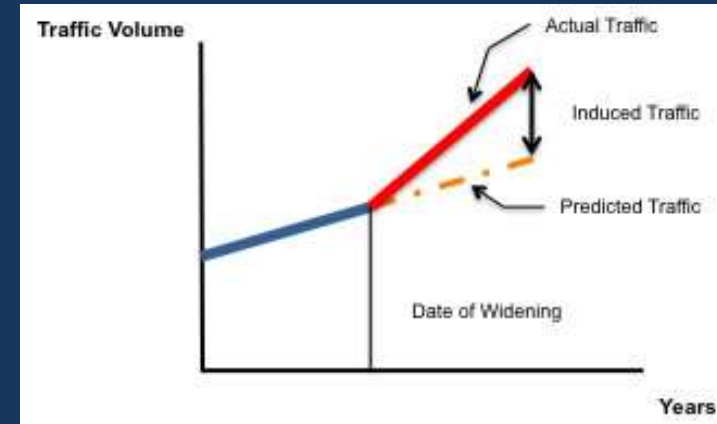 Traffic Volume
Actual Traffic
Induced Traffic
Predicted Traffic
Date of Widening
Years